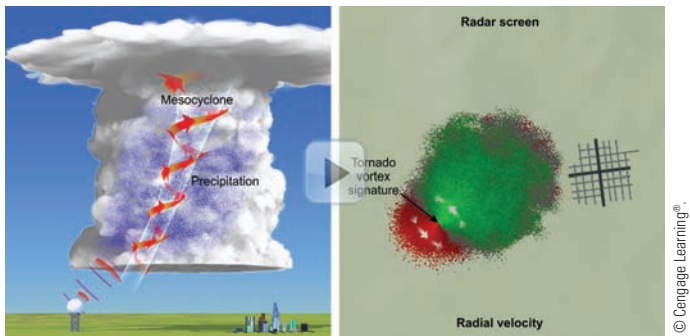 Mesocyclone
Precipitation
Radar screen
Tornado
vortex
signature
Radial velocity
© Cengage Learning®.